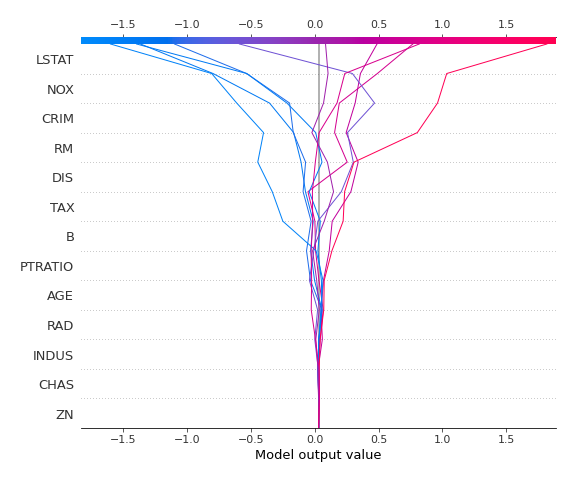 −1.5 −1.0 −0.5 0.0 0.5 1.0 1.5
LSTAT
NOX
CRIM
RM
DIS
TAX
B
PTRATIO
AGE
RAD
INDUS
CHAS
ZN
−1.5 −1.0 −0.5 0.0 0.5 1.0 1.5
Model output value